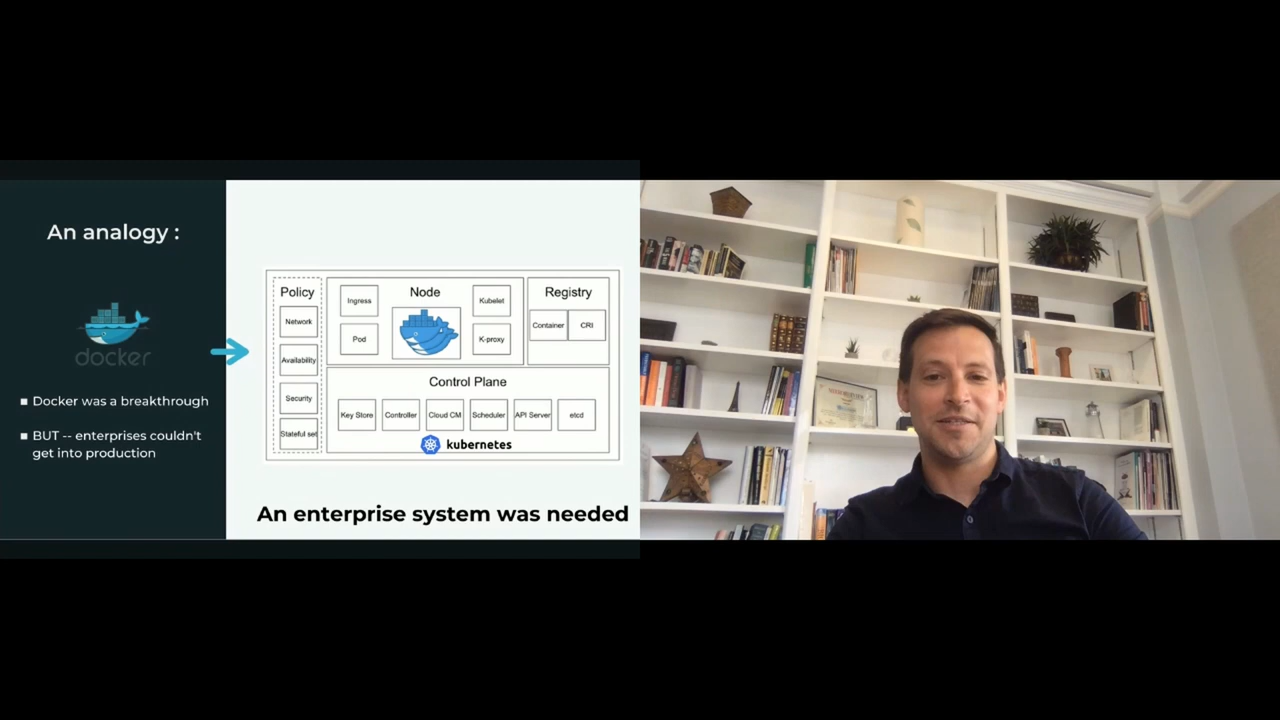 An analogy :
docker
■ Docker was a breakthrough
■ BUT -- enterprises couldn't
get into production
Policy
Network
Availability
Security
Stateful set
Node
Ingress
Kubelet
Pod
K-proxy
Registry
Container
CRI
Control Plane
Key Store
Controller
Cloud CM
Scheduler
API Server
etcd
kubernetes
An enterprise system was needed